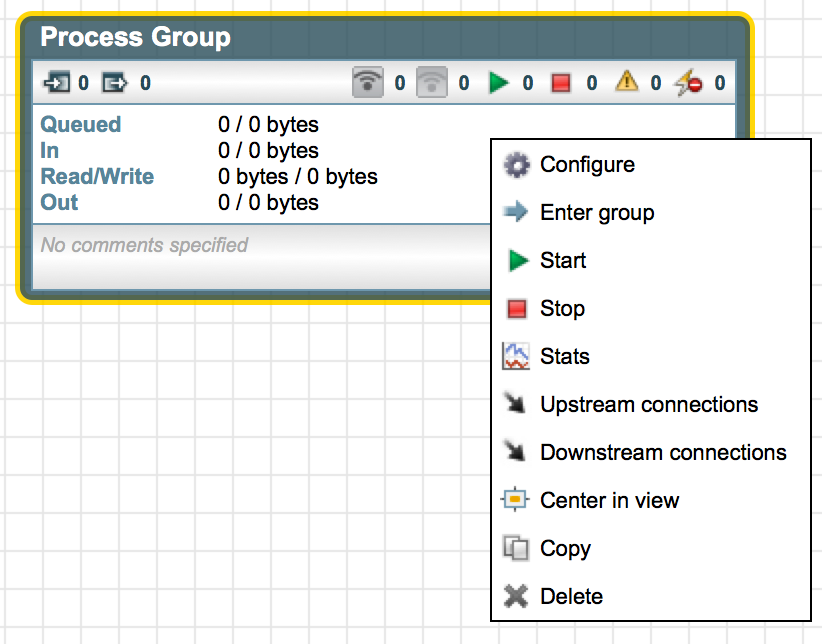 Process Group
0 0 0 0 0 0 0 0
Queued 0 / 0 bytes
In 0 / 0 bytes
Read/Write 0 bytes / 0 bytes
Out 0 / 0 bytes
No comments specified
Configure
Enter group
Start
Stop
Stats
Upstream connections
Downstream connections
Center in view
Copy
Delete